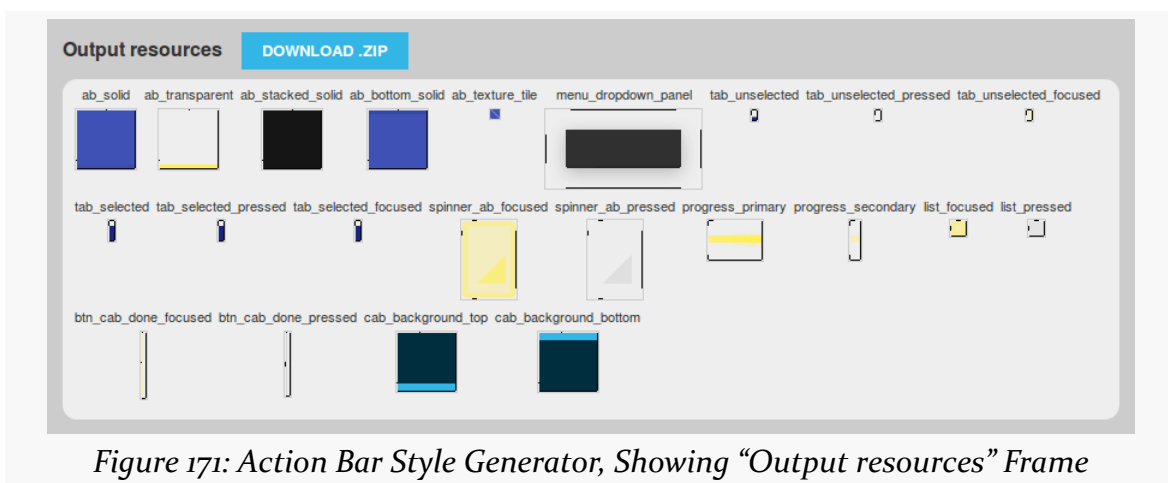 Output resources DOWNLOAD .ZIP
ab_solid ab_transparent ab_stacked_solid ab_bottom_solid ab_texture_tile menu_dropdown_panel tab_unselected tab_unselected_pressed tab_unselected_focused
tab_selected tab_selected_pressed tab_selected_focused spinner_ab_focused spinner_ab_pressed progress_primary progress_secondary list_focused list_pressed
btn_cab_done_focused btn_cab_done_pressed cab_background_top cab_background_bottom
Figure 171: Action Bar Style Generator, Showing “Output resources” Frame